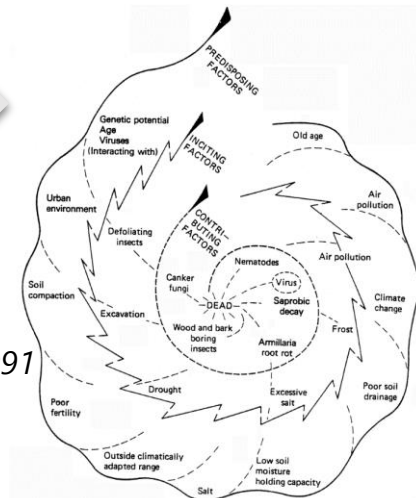 PREDISPOSING
FACTORS
Genetic potential
Age
Viruses
(Interacting with)
INCITING
FACTORS
Old age
Urban
environment
Defoliating
insects
CONTRI–
BUTING
FACTORS
Air
pollution
Nematodes
Air pollution
Canker
fungi
Virus
Soil
compaction
Excavation
DEAD
Saprobic
decay
Climate
change
Wood and bark
boring
insects
Armillaria
root rot
Frost
91
Drought
Excessive
salt
Poor soil
drainage
Poor
fertility
Outside climatically
adapted range
Salt
Low soil
moisture
holding capacity